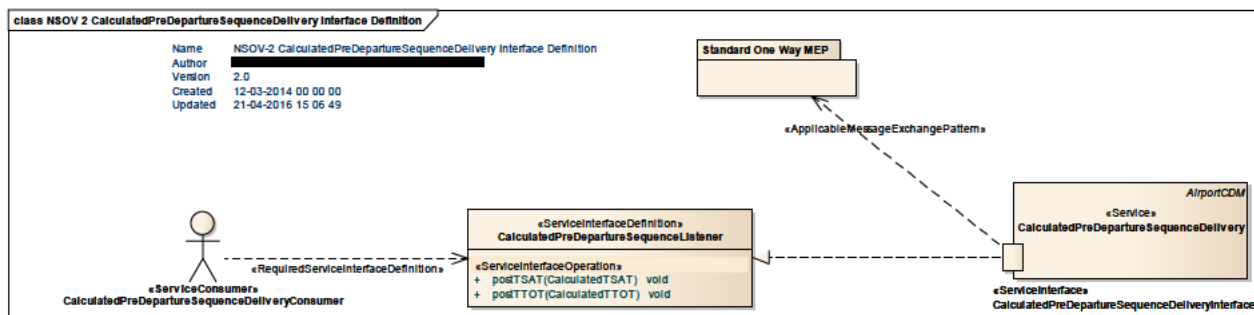 class NSOV 2 CalculatedPreDepartureSequenceDelivery Interface Definition
Name NSOV-2 CalculatedPreDepartureSequenceDelivery Interface Definition
Author
Version 2.0
Created 12-03-2014 00 00 00
Updated 21-04-2016 15 06 49
Standard One Way MEP
«ApplicableMessageExchangePattern»
AirportCDM
«Service»
CalculatedPreDepartureSequenceDelivery
«ServiceInterfaceDefinition»
CalculatedPreDepartureSequenceListener
«ServiceInterfaceOperation»
+ postTSAT(CalculatedTSAT) void
+ postTTOT(CalculatedTTOT) void
«RequiredServiceInterfaceDefinition»
«ServiceConsumer»
CalculatedPreDepartureSequenceDeliveryConsumer
«ServiceInterface»
CalculatedPreDepartureSequenceDeliveryInterface